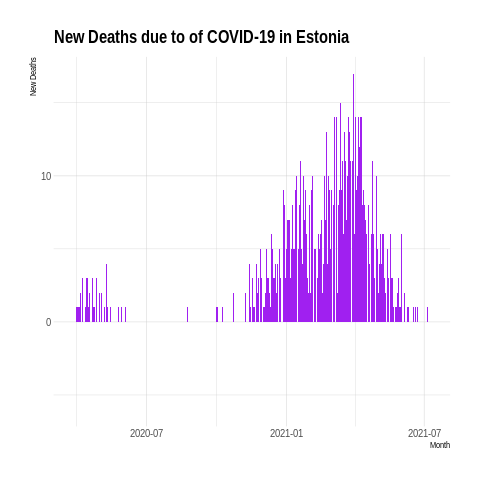 New Deaths due to of COVID-19 in Estonia
New Deaths
10
0
2020-07
2021-01
2021-07
Month